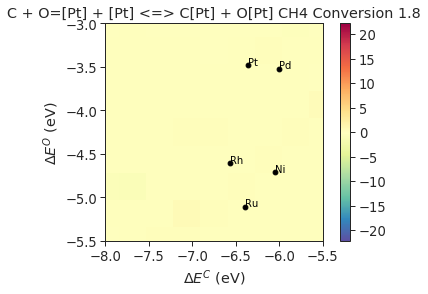 C + O=[Pt] + [Pt] <=> C[Pt] + O[Pt] CH4 Conversion 1.8
−3.0
−3.5
−4.0
−4.5
−5.0
−5.5
ΔE^O (eV)
Pt
Pd
Rh
Ni
Ru
−8.0 −7.5 −7.0 −6.5 −6.0 −5.5
ΔE^C (eV)
20
15
10
5
0
−5
−10
−15
−20